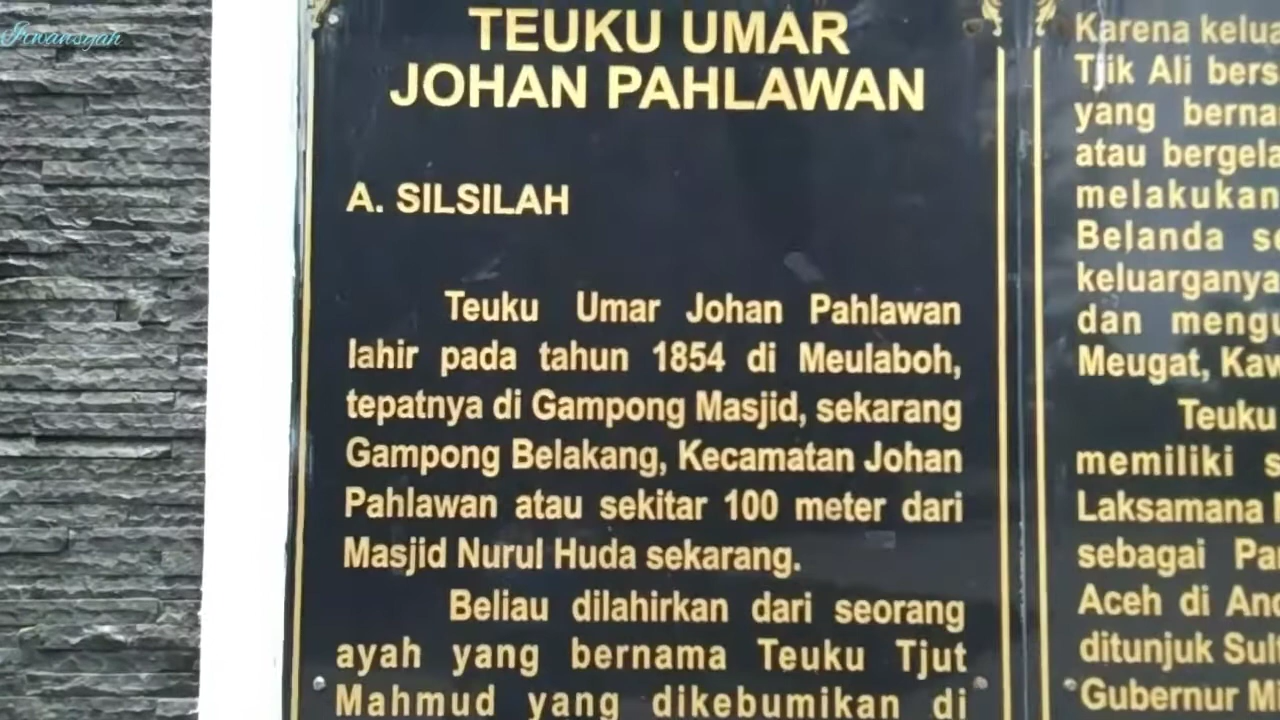 Irwansyah
TEUKU UMAR
JOHAN PAHLAWAN
A. SILSILAH
Teuku Umar Johan Pahlawan
lahir pada tahun 1854 di Meulaboh,
tepatnya di Gampong Masjid, sekarang
Gampong Belakang, Kecamatan Johan
Pahlawan atau sekitar 100 meter dari
Masjid Nurul Huda sekarang.
Beliau dilahirkan dari seorang
ayah yang bernama Teuku Tjut
Mahmud yang dikebumikan di
Karena
Tjik Ali
yang
atau
melakukan
Belanda
keluarganya
dan
Meugat,
Teuku
memiliki
Laksamana
sebagai
Aceh di
ditunjuk
Gubernur